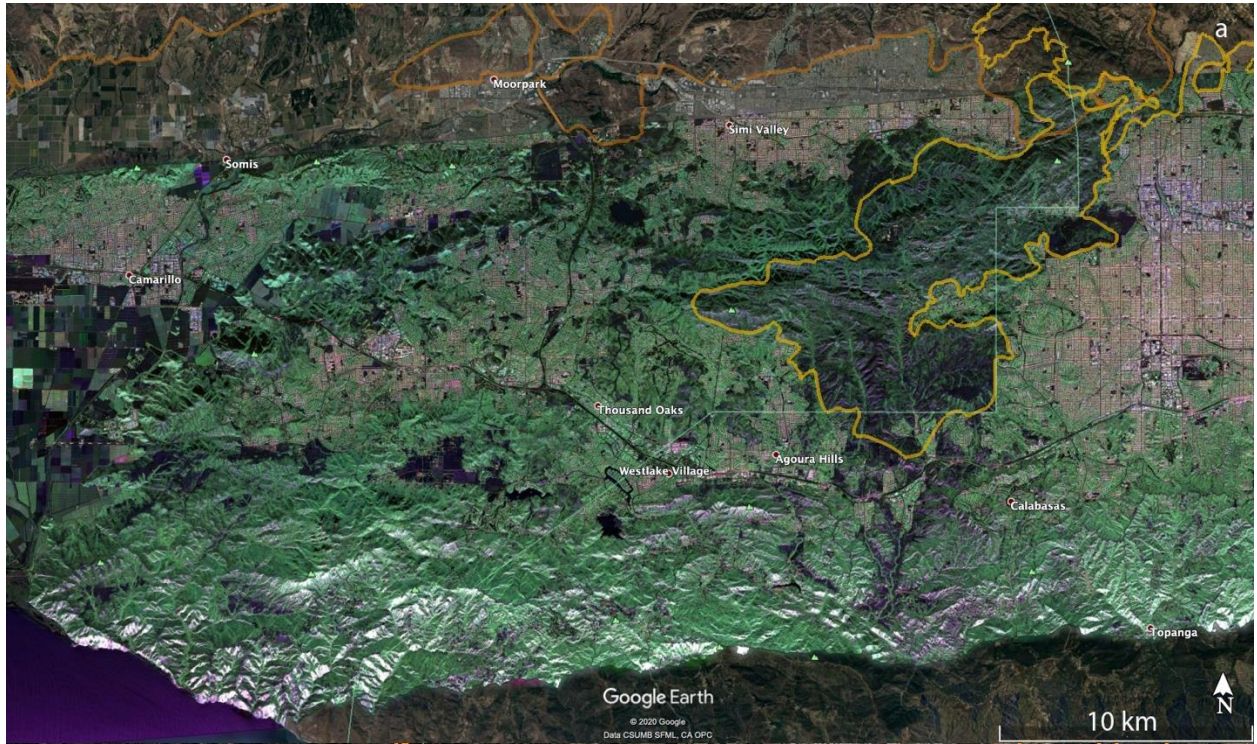 a
Moorpark
Simi Valley
Somis
Camarillo
Thousand Oaks
Westlake Village
Agoura Hills
Calabasas
Topanga
Google Earth
© 2020 Google
Data CSUMB SFML, CA OPC
N
10 km